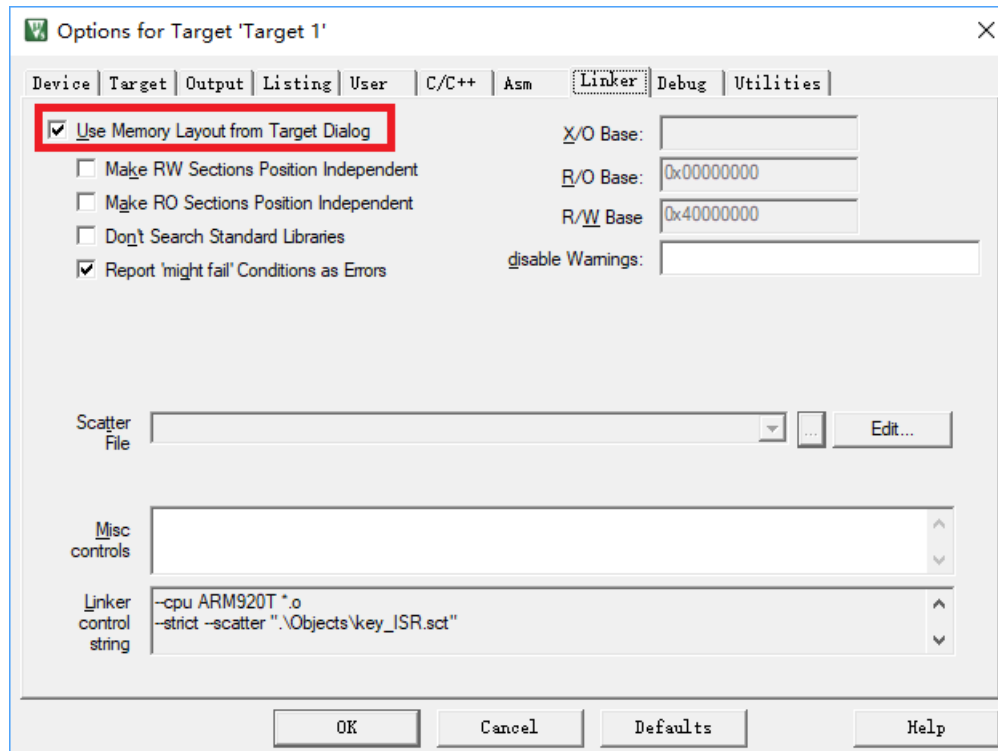 Options for Target 'Target 1'
Device Target Output Listing User C/C++ Asm Linker Debug Utilities
Use Memory Layout from Target Dialog
X/O Base:
Make RW Sections Position Independent
R/O Base: 0x00000000
Make RO Sections Position Independent
R/W Base 0x40000000
Don't Search Standard Libraries
disable Warnings:
Report 'might fail' Conditions as Errors
Scatter
File
... Edit...
Misc
controls
Linker
control
string
--cpu ARM920T *.o
--strict --scatter ".\Objects\key_ISR.sct"
OK Cancel Defaults Help